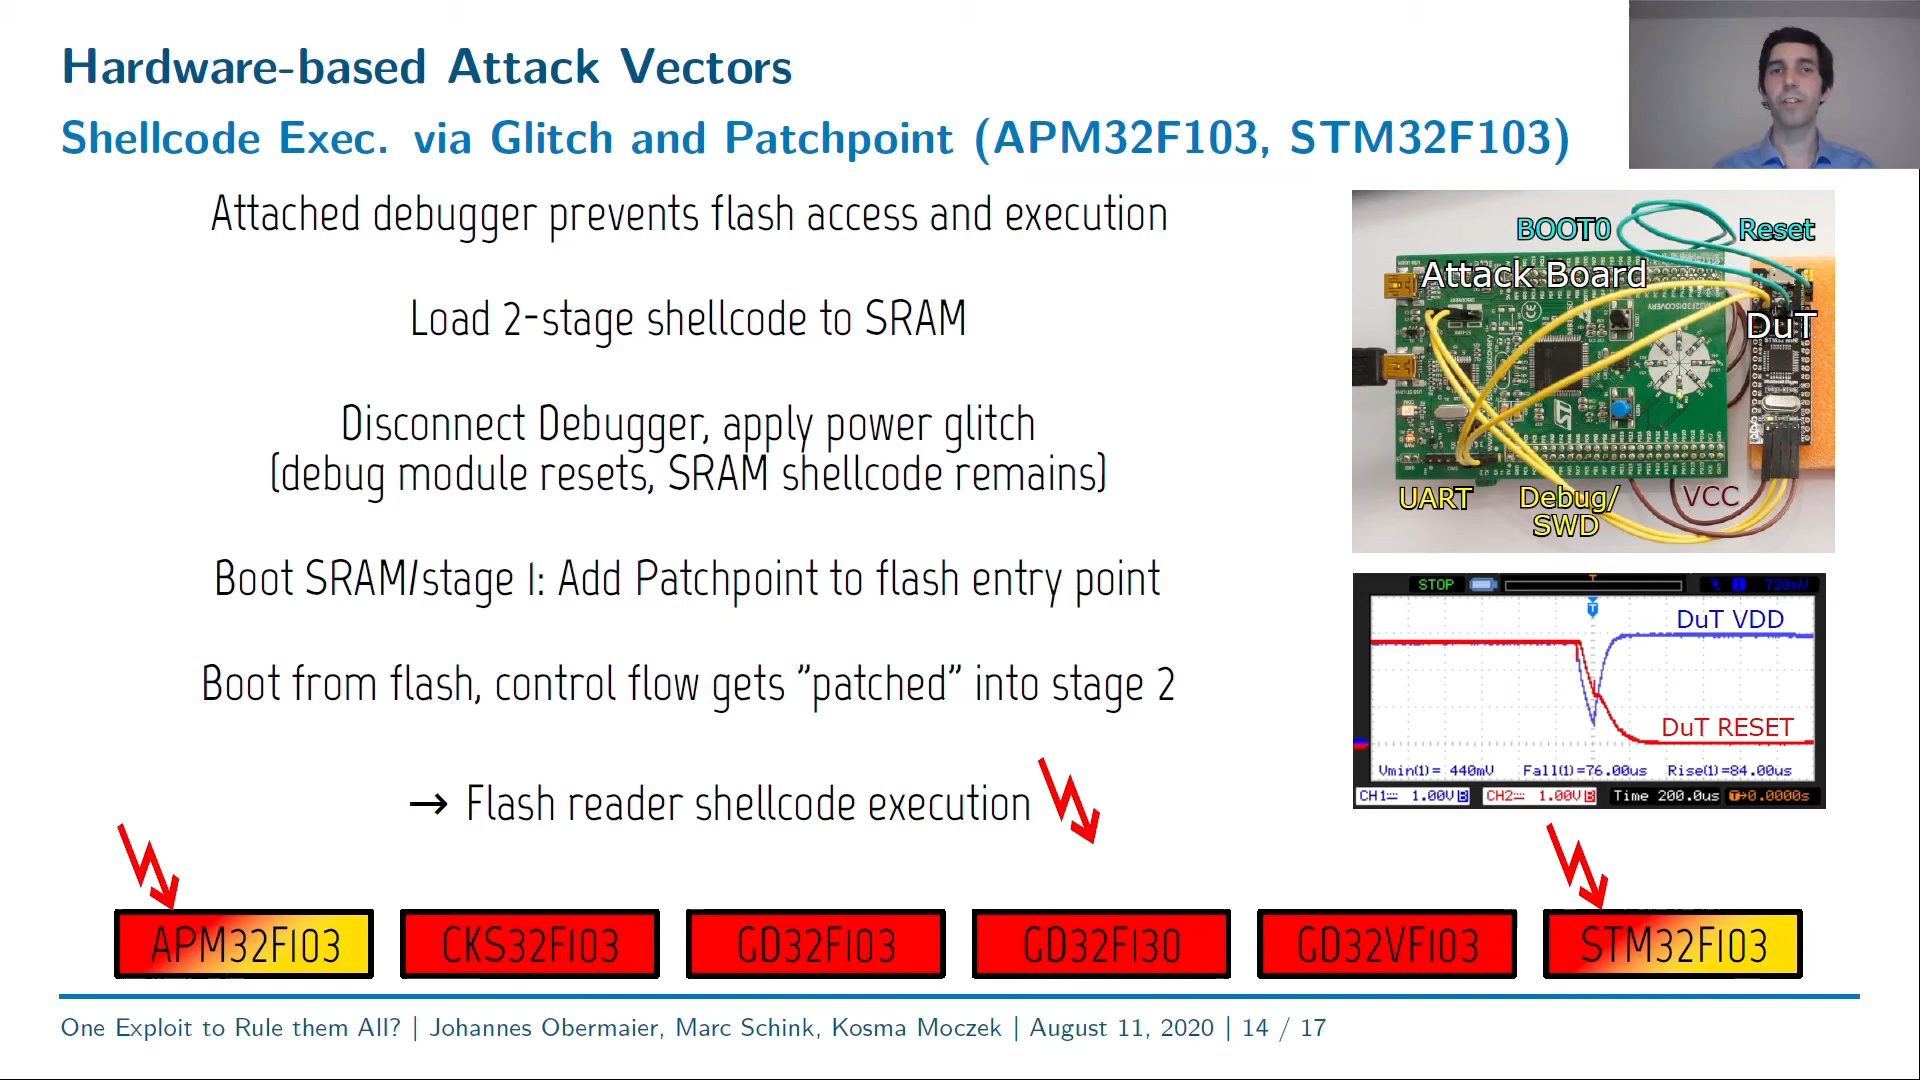 Hardware-based Attack Vectors
Shellcode Exec. via Glitch and Patchpoint (APM32F103, STM32F103)
Attached debugger prevents flash access and execution
Load 2-stage shellcode to SRAM
Disconnect Debugger, apply power glitch
(debug module resets, SRAM shellcode remains)
Boot SRAM/stage 1: Add Patchpoint to flash entry point
Boot from flash, control flow gets "patched" into stage 2
→ Flash reader shellcode execution
BOOT0 Reset
Attack Board
DuT
UART Debug/ VCC
SWD
STOP T 1 720mV
T
DuT VDD
DuT RESET
Vmin(1)= 440mV Fall(1)=76.00us Rise(1)=84.00us
CH1 1.00V B CH2 1.00V B Time 200.0us T→0.0000s
APM32F103 CKS32F103 GD32F103 GD32F130 GD32VF103 STM32F103
One Exploit to Rule them All? | Johannes Obermaier, Marc Schink, Kosma Moczek | August 11, 2020 | 14 / 17